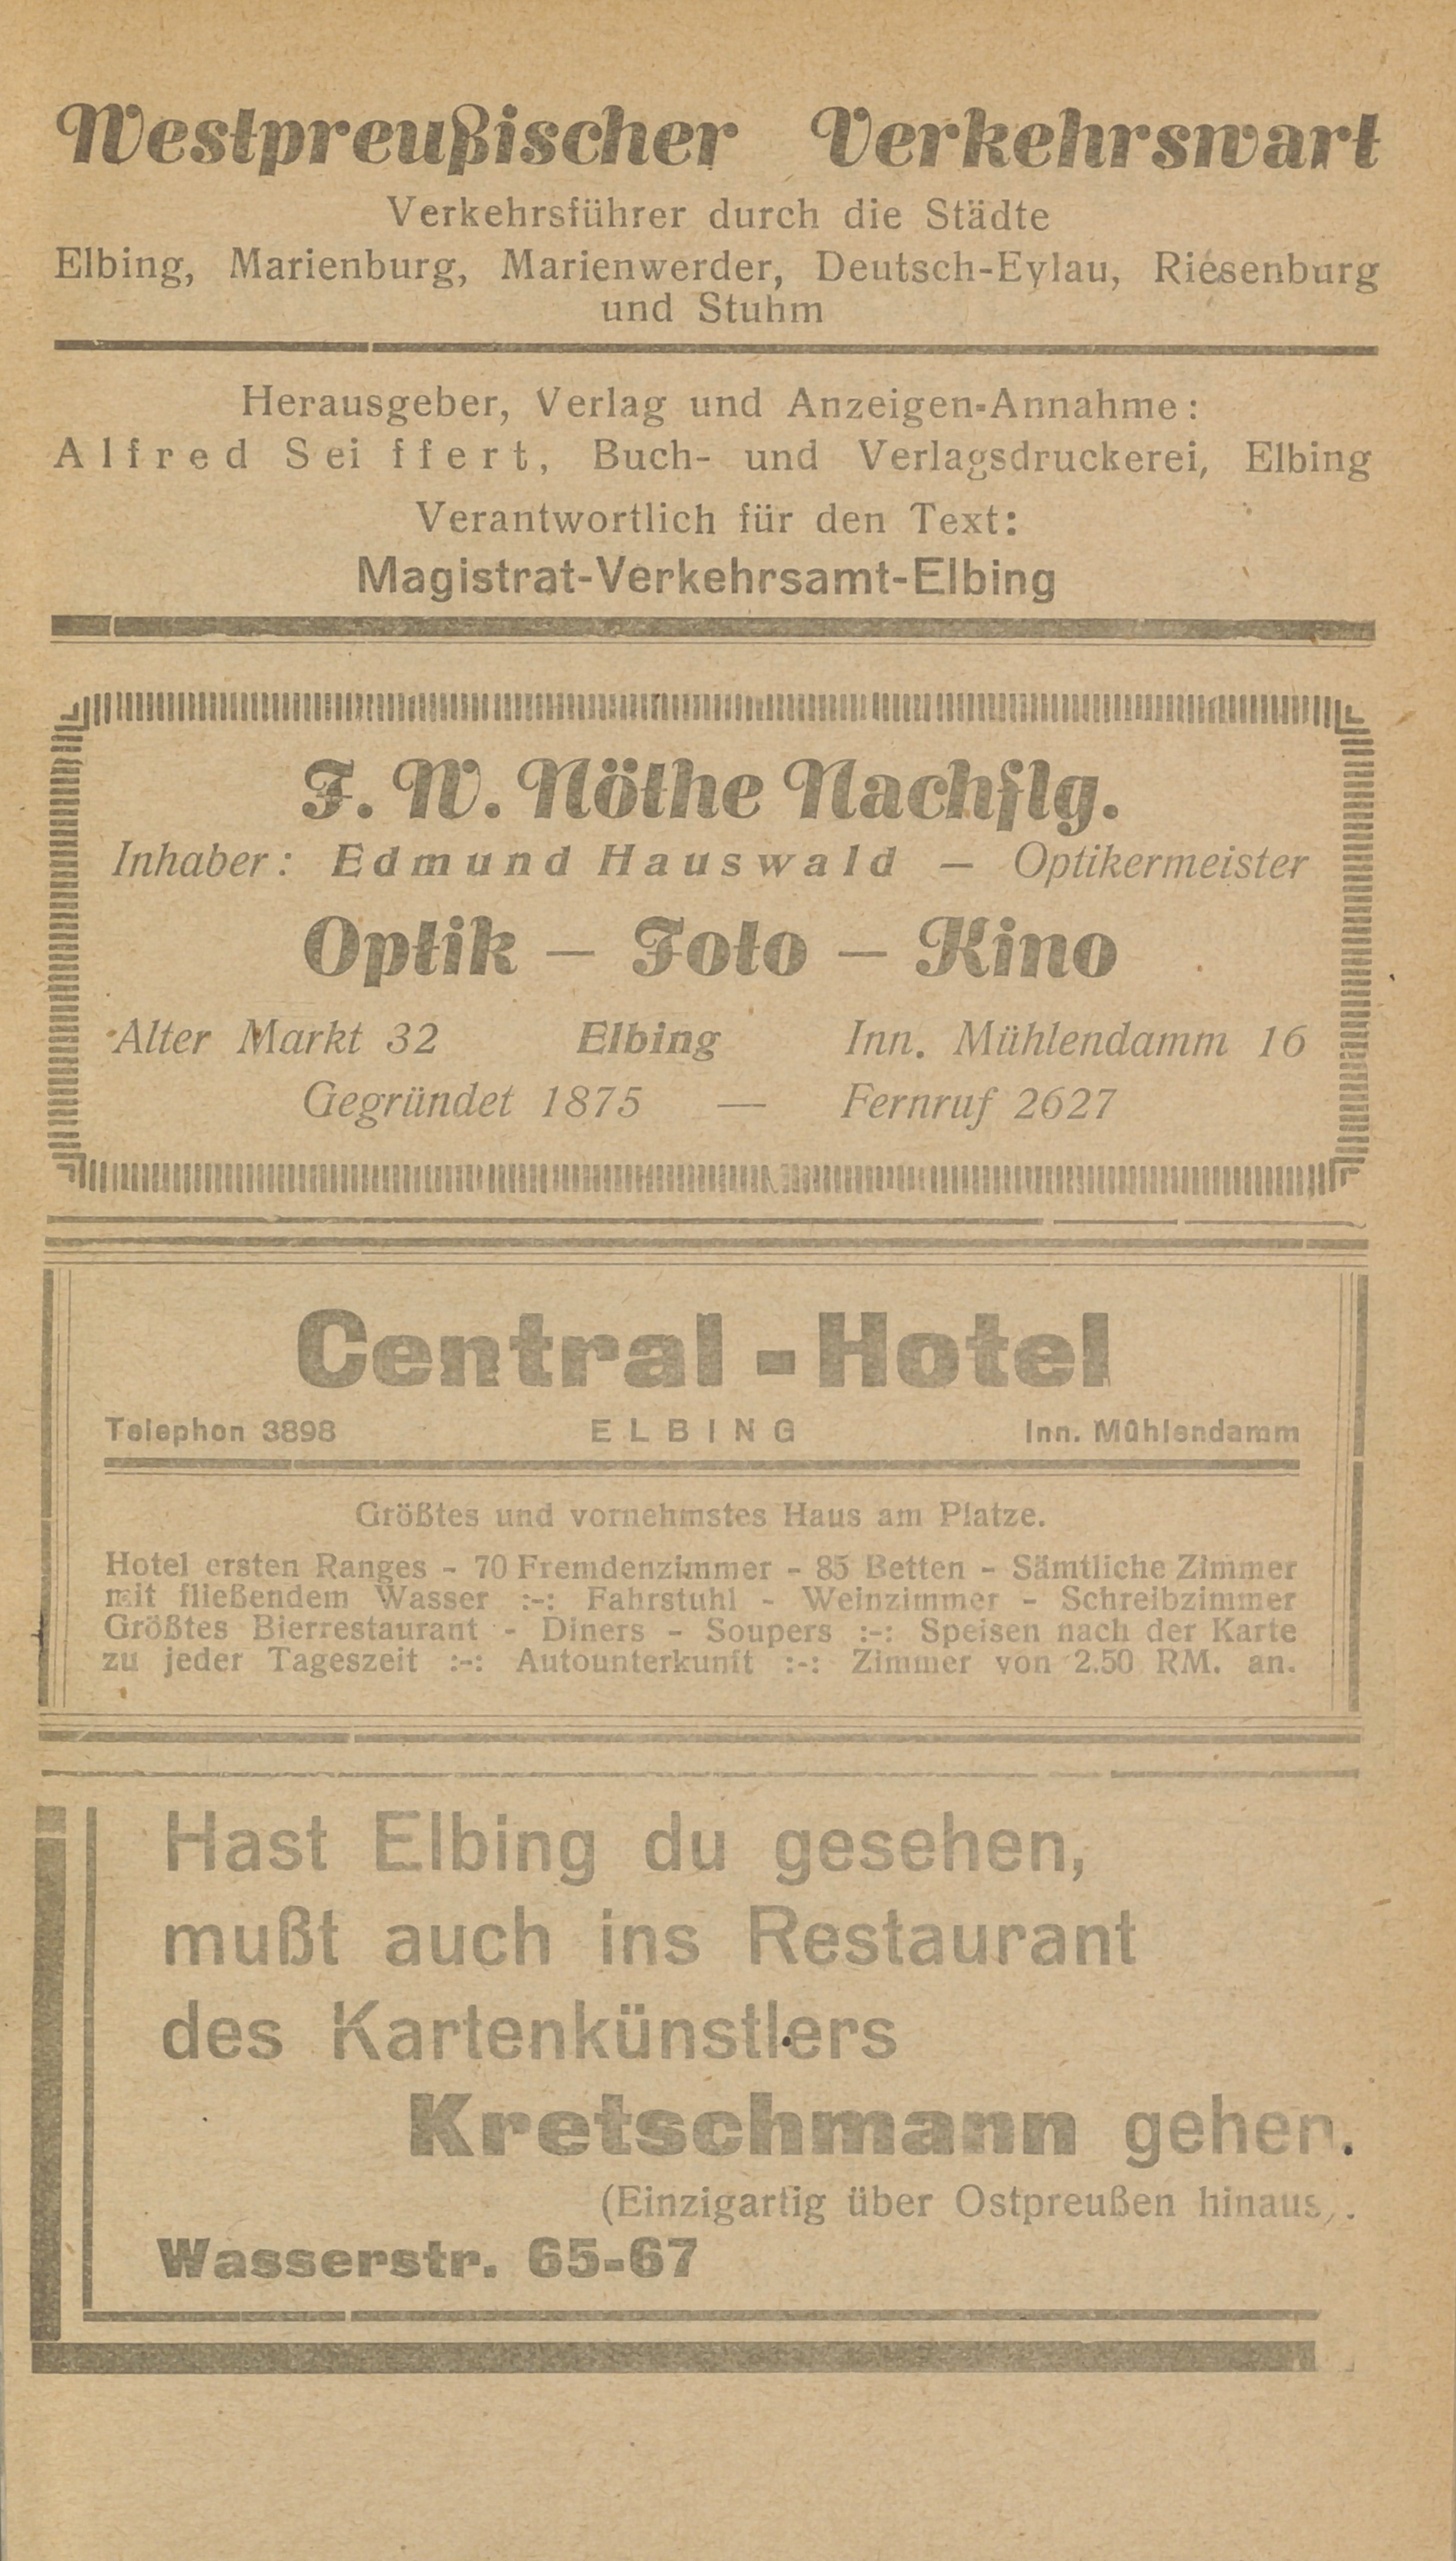 Westpreußischer Verkehrswart
Verkehrsführer durch die Städte
Elbing, Marienburg, Marienwerder, Deutsch-Eylau, Riesenburg
und Stuhm
Herausgeber, Verlag und Anzeigen-Annahme:
Alfred Seiffert, Buch- und Verlagsdruckerei, Elbing
Verantwortlich für den Text:
Magistrat-Verkehrsamt-Elbing
F. W. Nöthe Nachflg.
Inhaber: Edmund Hauswald — Optikermeister
Optik — Foto — Kino
Alter Markt 32 Elbing Inn. Mühlendamm 16
Gegründet 1875 — Fernruf 2627
Central-Hotel
Telephon 3898 ELBING Inn. Mühlendamm
Größtes und vornehmstes Haus am Platze.
Hotel ersten Ranges - 70 Fremdenzimmer - 85 Betten - Sämtliche Zimmer
mit fließendem Wasser :-: Fahrstuhl - Weinzimmer - Schreibzimmer
Größtes Bierrestaurant - Diners - Soupers :-: Speisen nach der Karte
zu jeder Tageszeit :-: Autounterkunft :-: Zimmer von 2.50 RM. an.
Hast Elbing du gesehen,
mußt auch ins Restaurant
des Kartenkünstlers
Kretschmann gehen.
(Einzigartig über Ostpreußen hinaus).
Wasserstr. 65-67